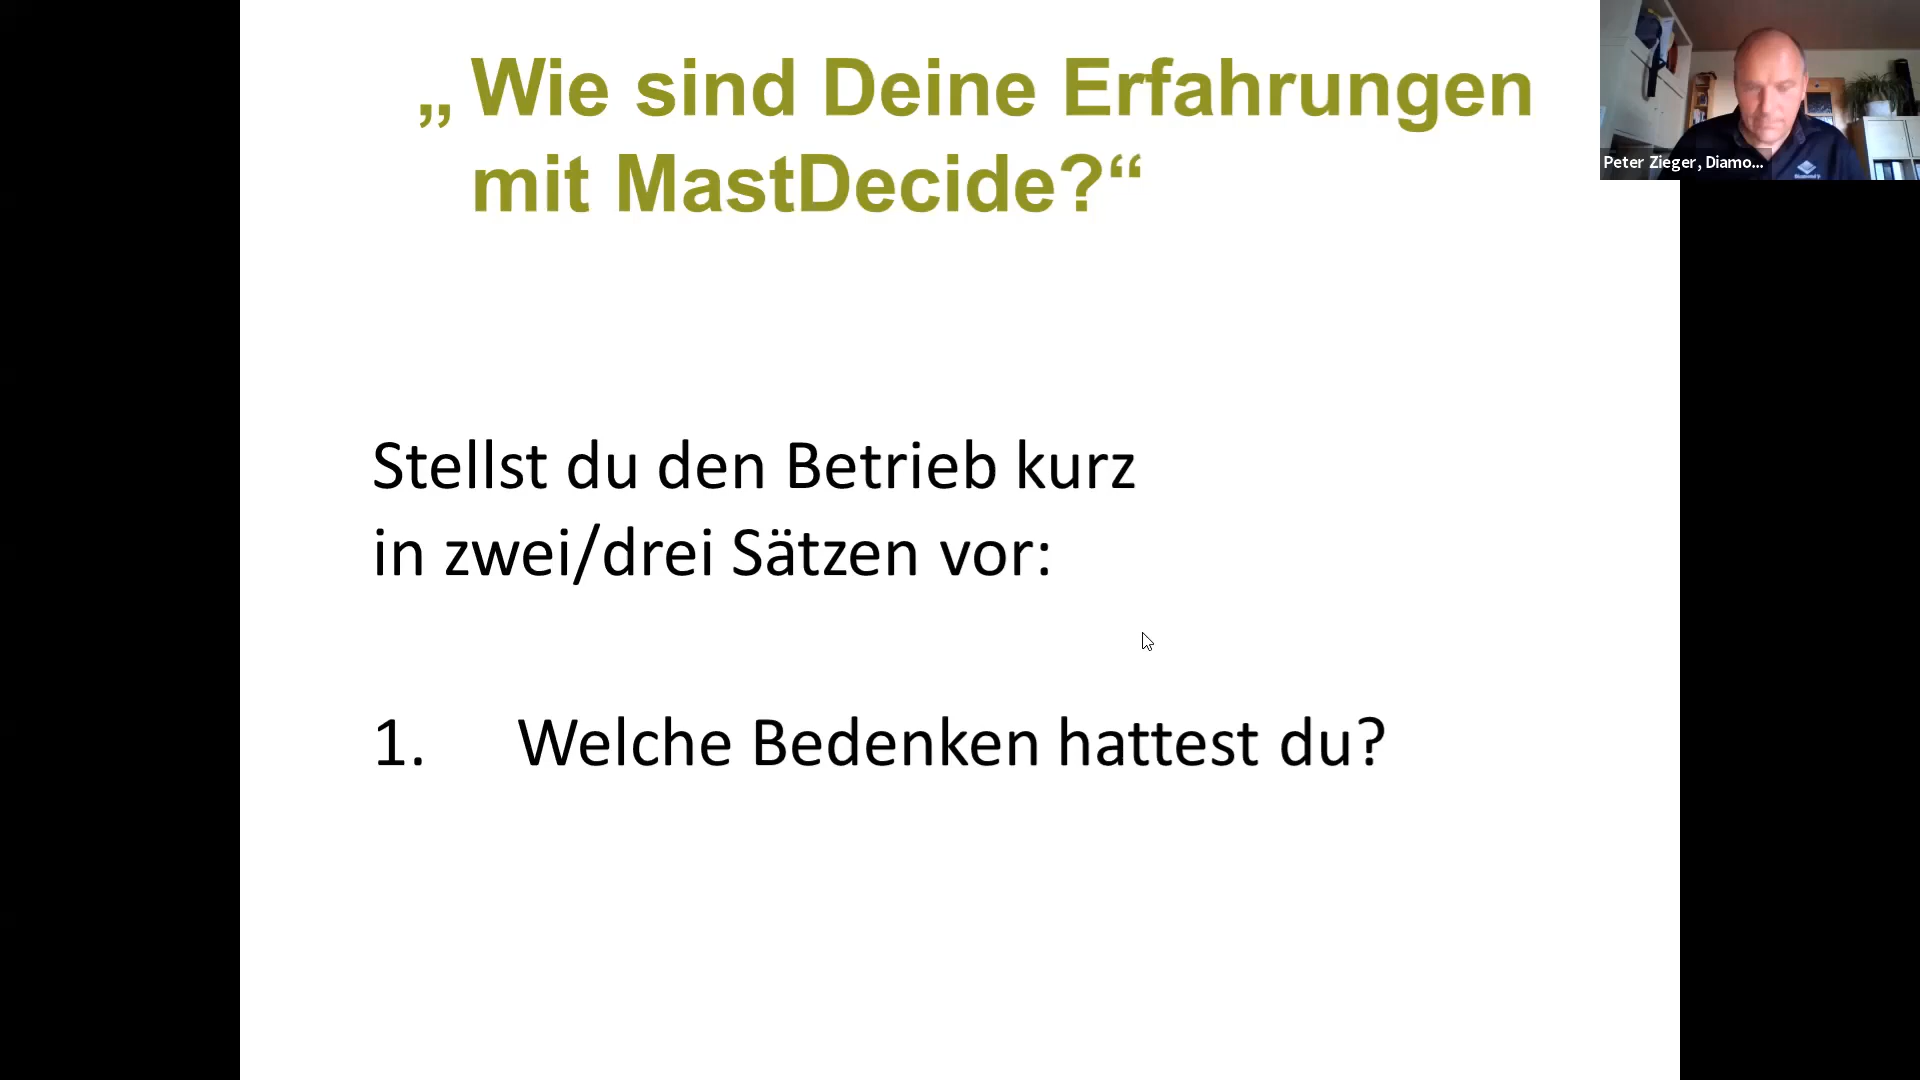 „ Wie sind Deine Erfahrungen
mit MastDecide?“
Peter Zieger, Diamo...
Stellst du den Betrieb kurz
in zwei/drei Sätzen vor:
1. Welche Bedenken hattest du?